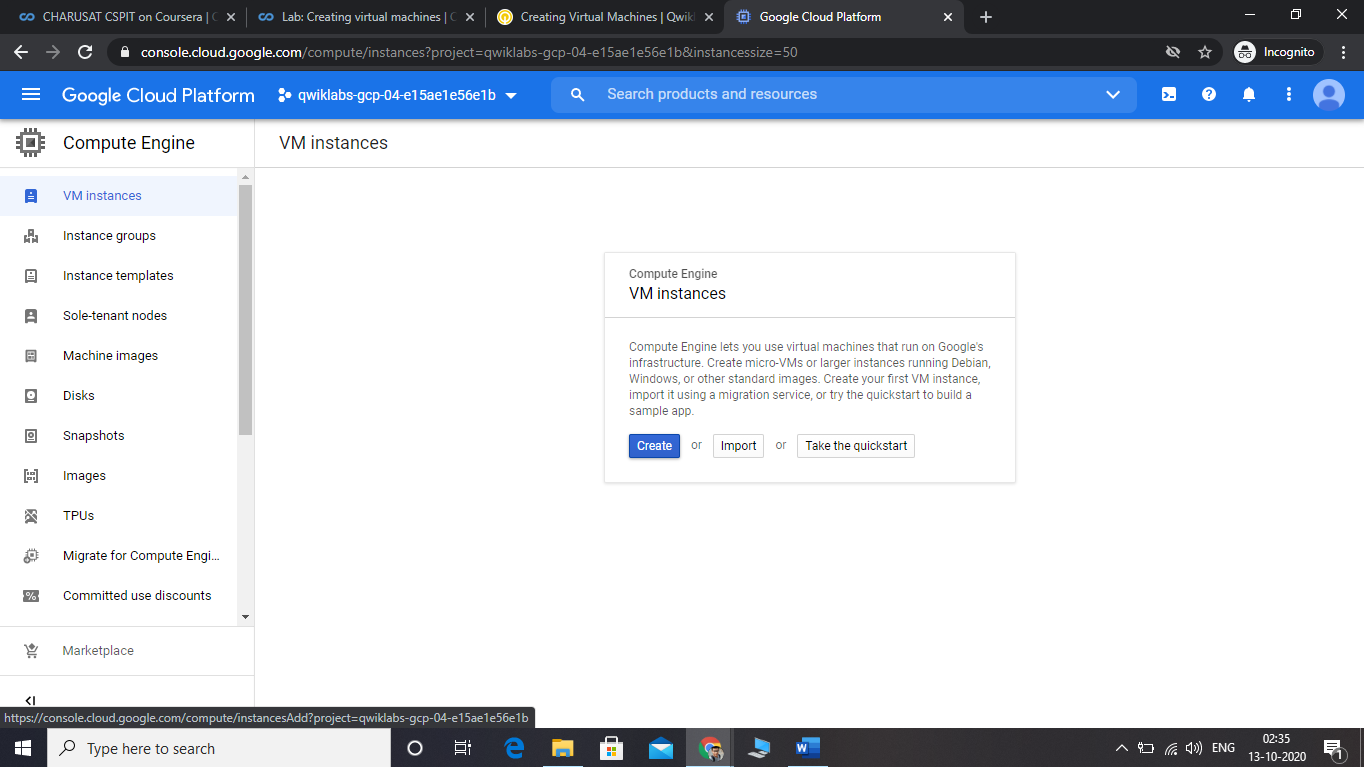 CHARUSAT CSPIT on Coursera | C
Lab: Creating virtual machines | C
Creating Virtual Machines | Qwik
Google Cloud Platform
console.cloud.google.com/compute/instances?project=qwiklabs-gcp-04-e15ae1e56e1b&instancessize=50
Incognito
Google Cloud Platform
qwiklabs-gcp-04-e15ae1e56e1b
Search products and resources
Compute Engine
VM instances
VM instances
Instance groups
Instance templates
Sole-tenant nodes
Machine images
Disks
Snapshots
Images
TPUs
Migrate for Compute Engi...
Committed use discounts
Marketplace
Compute Engine
VM instances
Compute Engine lets you use virtual machines that run on Google's
infrastructure. Create micro-VMs or larger instances running Debian,
Windows, or other standard images. Create your first VM instance,
import it using a migration service, or try the quickstart to build a
sample app.
Create or Import or Take the quickstart
https://console.cloud.google.com/compute/instancesAdd?project=qwiklabs-gcp-04-e15ae1e56e1b
Type here to search
ENG
02:35
13-10-2020
1